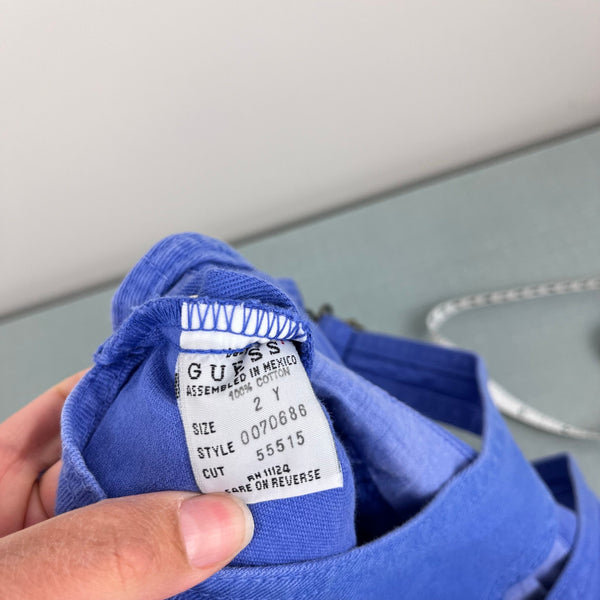 GUESS
ASSEMBLED IN MEXICO
100% COTTON
SIZE 2 Y
STYLE 0070686
CUT 55515
RN 11124
CARE ON REVERSE